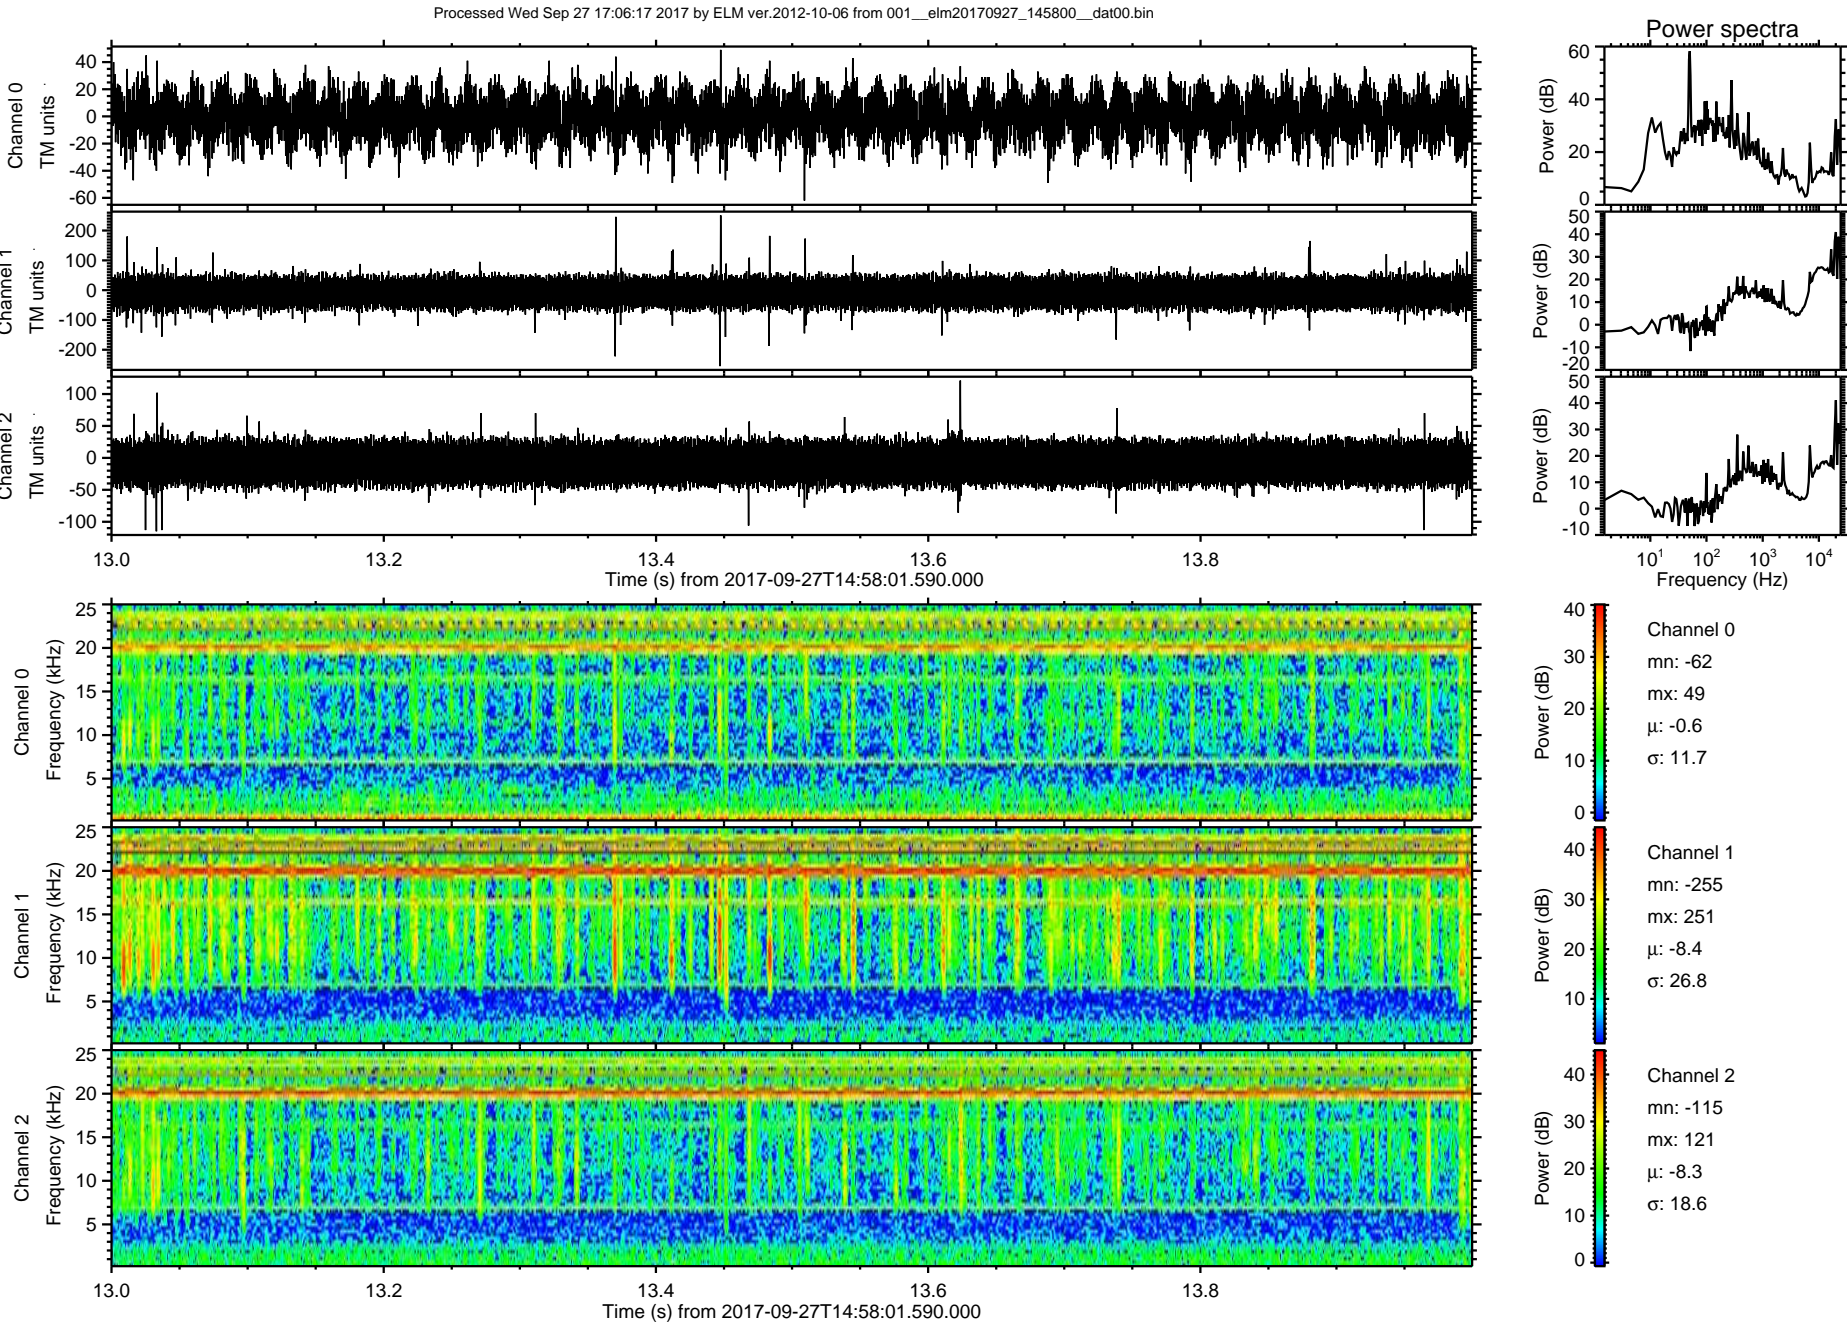 Processed Wed Sep 27 17:06:17 2017 by ELM ver.2012-10-06 from 001__elm20170927_145800__dat00.bin
Power spectra
Channel 0
TM units
40
20
0
-20
-40
-60
Power (dB)
60
40
20
0
Channel 1
TM units
200
100
0
-100
-200
Power (dB)
50
40
30
20
10
0
-10
-20
Channel 2
TM units
100
50
0
-50
-100
Power (dB)
50
40
30
20
10
0
-10
13.0 13.2 13.4 13.6 13.8
Time (s) from 2017-09-27T14:58:01.590.000
10¹ 10² 10³ 10⁴
Frequency (Hz)
Channel 0
Frequency (kHz)
25
20
15
10
5
Power (dB)
40
30
20
10
0
Channel 0
mn: -62
mx: 49
μ: -0.6
σ: 11.7
Channel 1
Frequency (kHz)
25
20
15
10
5
Power (dB)
40
30
20
10
Channel 1
mn: -255
mx: 251
μ: -8.4
σ: 26.8
Channel 2
Frequency (kHz)
25
20
15
10
5
Power (dB)
40
30
20
10
0
Channel 2
mn: -115
mx: 121
μ: -8.3
σ: 18.6
13.0 13.2 13.4 13.6 13.8
Time (s) from 2017-09-27T14:58:01.590.000